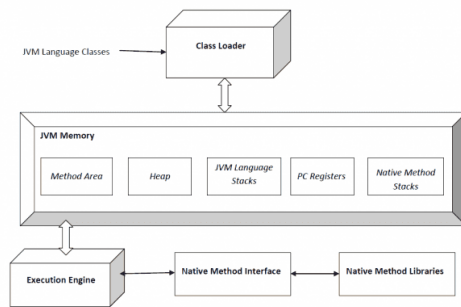 Class Loader
JVM Language Classes
JVM Memory
Method Area
Heap
JVM Language
Stacks
PC Registers
Native Method
Stacks
Execution Engine
Native Method Interface
Native Method Libraries